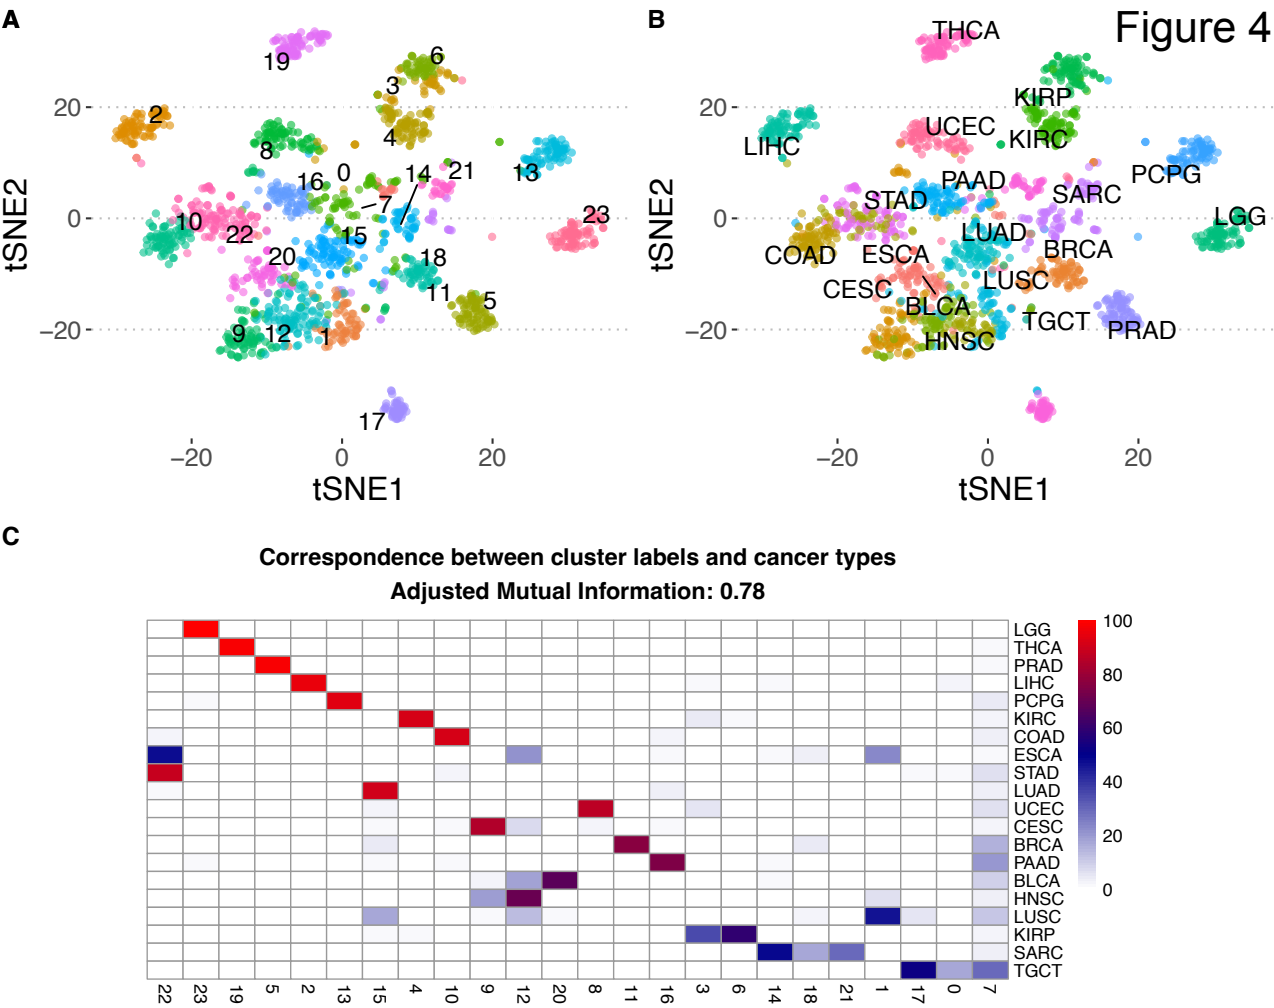 A
B
Figure 4
19
6
3
2
4
8
0
14
21
13
16
7
10
22
23
15
20
18
11
5
9
12
1
17
20
0
−20
tSNE2
−20
0
20
tSNE1
THCA
KIRP
UCEC
KIRC
LIHC
PCPG
PAAD
STAD
SARC
LGG
LUAD
COAD
ESCA
BRCA
CESC
LUSC
BLCA
TGCT
PRAD
HNSC
20
0
−20
tSNE2
−20
0
20
tSNE1
C
Correspondence between cluster labels and cancer types
Adjusted Mutual Information: 0.78
LGG
THCA
PRAD
LIHC
PCPG
KIRC
COAD
ESCA
STAD
LUAD
UCEC
CESC
BRCA
PAAD
BLCA
HNSC
LUSC
KIRP
SARC
TGCT
100
80
60
40
20
0
22 23 19 5 2 13 15 4 10 9 12 20 8 11 16 3 6 14 18 21 1 17 0 7